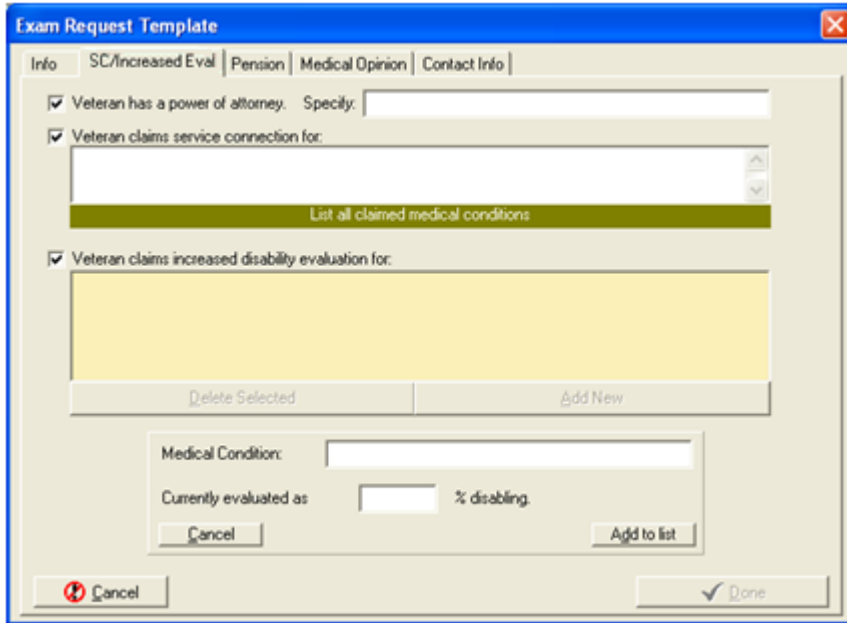 Exam Request Template
Info SC/Increased Eval Pension Medical Opinion Contact Info
Veteran has a power of attorney. Specify:
Veteran claims service connection for:
List all claimed medical conditions
Veteran claims increased disability evaluation for:
Delete Selected Add New
Medical Condition:
Currently evaluated as % disabling.
Cancel Add to list
Cancel Done